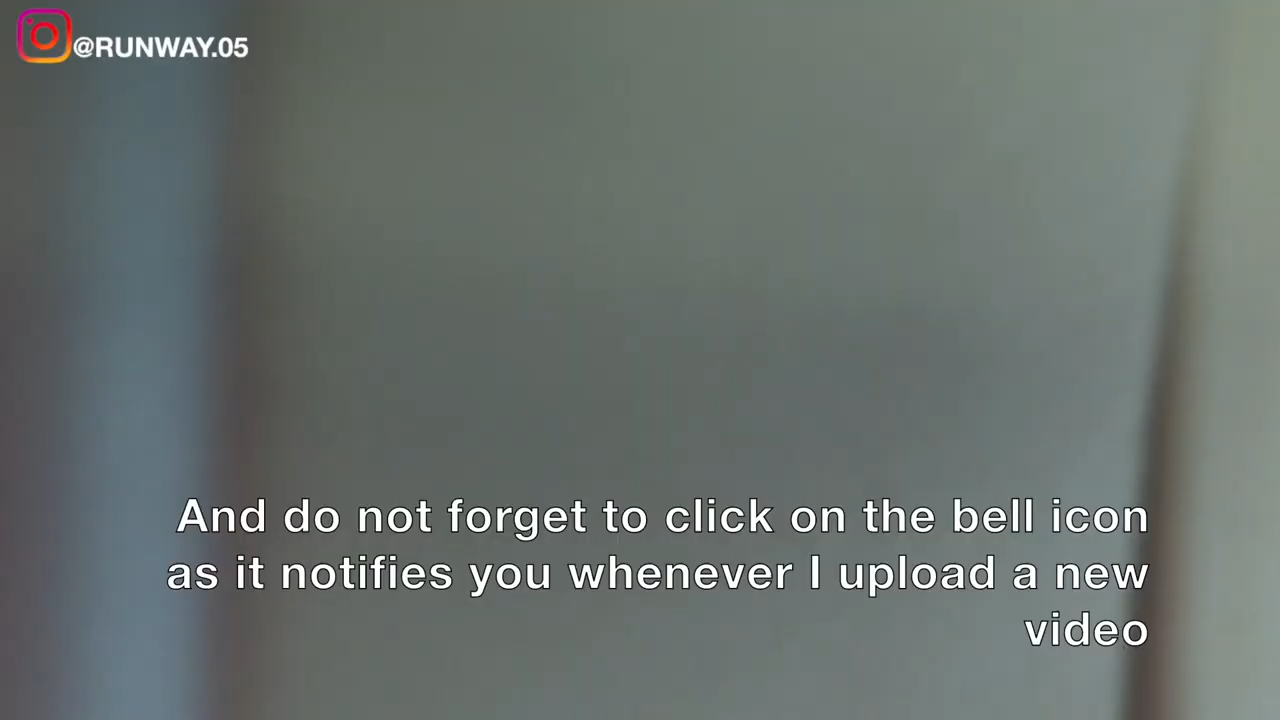 @RUNWAY.05
And do not forget to click on the bell icon
as it notifies you whenever I upload a new
video